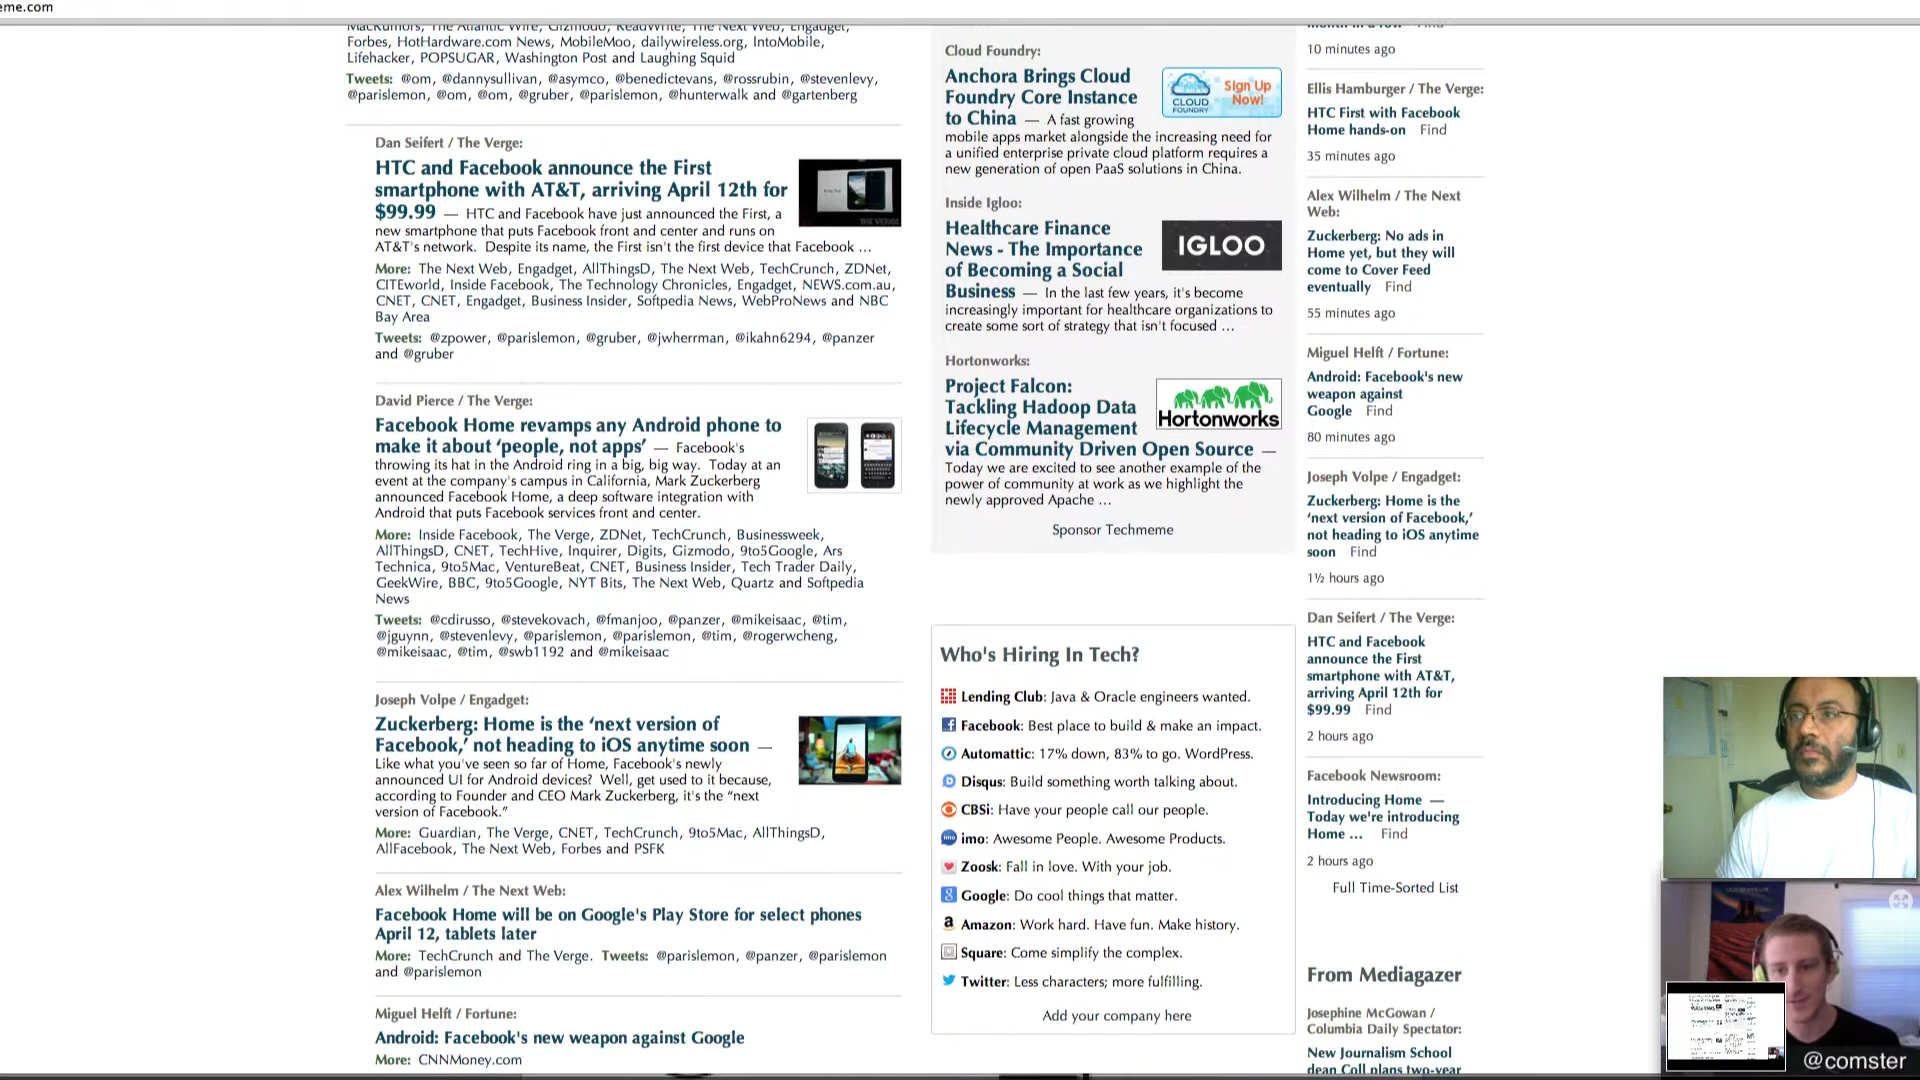 eme.com
MacRumors, The Atlantic Wire, Gizmodo, ReadWrite, The Next Web, Engadget,
Forbes, HotHardware.com News, MobileMoo, dailywireless.org, IntoMobile,
Lifehacker, POPSUGAR, Washington Post and Laughing Squid
Tweets: @om, @dannysullivan, @asymco, @benedictevans, @rossrubin, @stevenlevy,
@parislemon, @om, @om, @gruber, @parislemon, @hunterwalk and @gartenberg
Dan Seifert / The Verge:
HTC and Facebook announce the First
smartphone with AT&T, arriving April 12th for
$99.99 — HTC and Facebook have just announced the First, a
new smartphone that puts Facebook front and center and runs on
AT&T's network. Despite its name, the First isn't the first device that Facebook ...
THE VERGE
More: The Next Web, Engadget, AllThingsD, The Next Web, TechCrunch, ZDNet,
CITEworld, Inside Facebook, The Technology Chronicles, Engadget, NEWS.com.au,
CNET, CNET, Engadget, Business Insider, Softpedia News, WebProNews and NBC
Bay Area
Tweets: @zpower, @parislemon, @gruber, @jwherrman, @ikahn6294, @panzer
and @gruber
David Pierce / The Verge:
Facebook Home revamps any Android phone to
make it about ‘people, not apps’ — Facebook's
throwing its hat in the Android ring in a big, big way. Today at an
event at the company's campus in California, Mark Zuckerberg
announced Facebook Home, a deep software integration with
Android that puts Facebook services front and center.
More: Inside Facebook, The Verge, ZDNet, TechCrunch, Businessweek,
AllThingsD, CNET, TechHive, Inquirer, Digits, Gizmodo, 9to5Google, Ars
Technica, 9to5Mac, VentureBeat, CNET, Business Insider, Tech Trader Daily,
GeekWire, BBC, 9to5Google, NYT Bits, The Next Web, Quartz and Softpedia
News
Tweets: @cdirusso, @stevekovach, @fmanjoo, @panzer, @mikeisaac, @tim,
@jguynn, @stevenlevy, @parislemon, @parislemon, @tim, @rogerwcheng,
@mikeisaac, @tim, @swb1192 and @mikeisaac
Joseph Volpe / Engadget:
Zuckerberg: Home is the ‘next version of
Facebook,’ not heading to iOS anytime soon —
Like what you've seen so far of Home, Facebook's newly
announced UI for Android devices? Well, get used to it because,
according to Founder and CEO Mark Zuckerberg, it's the “next
version of Facebook.”
More: Guardian, The Verge, CNET, TechCrunch, 9to5Mac, AllThingsD,
AllFacebook, The Next Web, Forbes and PSFK
Alex Wilhelm / The Next Web:
Facebook Home will be on Google's Play Store for select phones
April 12, tablets later
More: TechCrunch and The Verge. Tweets: @parislemon, @panzer, @parislemon
and @parislemon
Miguel Helft / Fortune:
Android: Facebook's new weapon against Google
More: CNNMoney.com
Cloud Foundry:
Anchora Brings Cloud
Foundry Core Instance
to China — A fast growing
mobile apps market alongside the increasing need for
a unified enterprise private cloud platform requires a
new generation of open PaaS solutions in China.
CLOUD
FOUNDRY
Sign Up
Now!
Inside Igloo:
Healthcare Finance
News - The Importance
of Becoming a Social
Business — In the last few years, it's become
increasingly important for healthcare organizations to
create some sort of strategy that isn't focused ...
IGLOO
Hortonworks:
Project Falcon:
Tackling Hadoop Data
Lifecycle Management
via Community Driven Open Source —
Today we are excited to see another example of the
power of community at work as we highlight the
newly approved Apache ...
Hortonworks
Sponsor Techmeme
Who's Hiring In Tech?
Lending Club: Java & Oracle engineers wanted.
Facebook: Best place to build & make an impact.
Automattic: 17% down, 83% to go. WordPress.
Disqus: Build something worth talking about.
CBSi: Have your people call our people.
imo: Awesome People. Awesome Products.
Zoosk: Fall in love. With your job.
Google: Do cool things that matter.
Amazon: Work hard. Have fun. Make history.
Square: Come simplify the complex.
Twitter: Less characters; more fulfilling.
Add your company here
month in a row Find
10 minutes ago
Ellis Hamburger / The Verge:
HTC First with Facebook
Home hands-on Find
35 minutes ago
Alex Wilhelm / The Next
Web:
Zuckerberg: No ads in
Home yet, but they will
come to Cover Feed
eventually Find
55 minutes ago
Miguel Helft / Fortune:
Android: Facebook's new
weapon against
Google Find
80 minutes ago
Joseph Volpe / Engadget:
Zuckerberg: Home is the
‘next version of Facebook,’
not heading to iOS anytime
soon Find
1½ hours ago
Dan Seifert / The Verge:
HTC and Facebook
announce the First
smartphone with AT&T,
arriving April 12th for
$99.99 Find
2 hours ago
Facebook Newsroom:
Introducing Home —
Today we're introducing
Home ... Find
2 hours ago
Full Time-Sorted List
From Mediagazer
Josephine McGowan /
Columbia Daily Spectator:
New Journalism School
dean Coll plans two-year
@comster